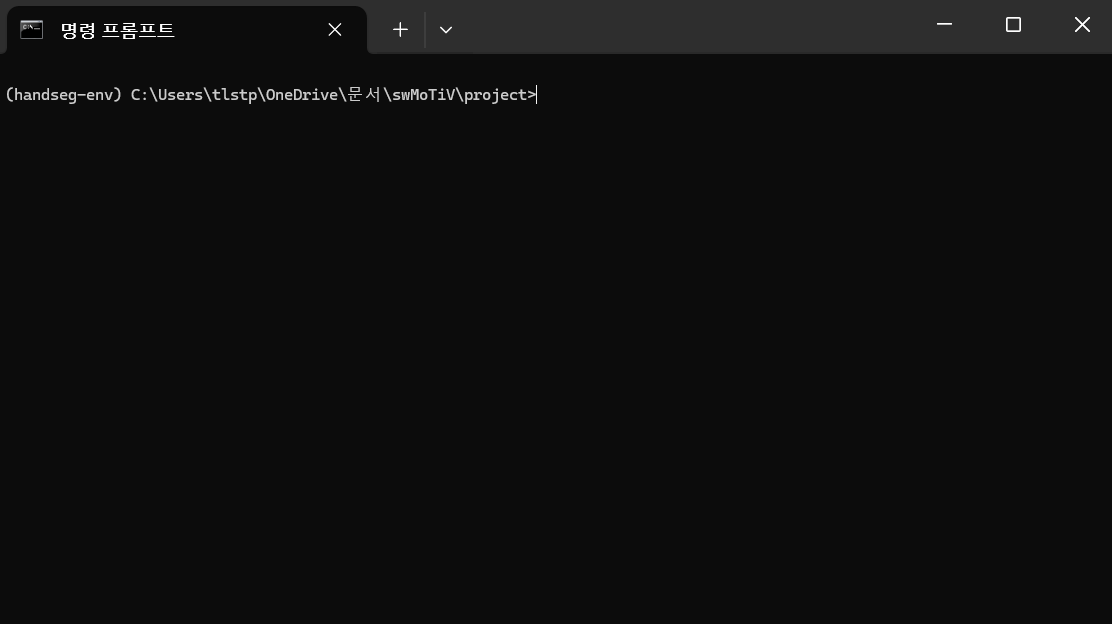 명령 프롬프트
(handseg-env) C:\Users\tlstp\OneDrive\문서\swMoTiV\project>